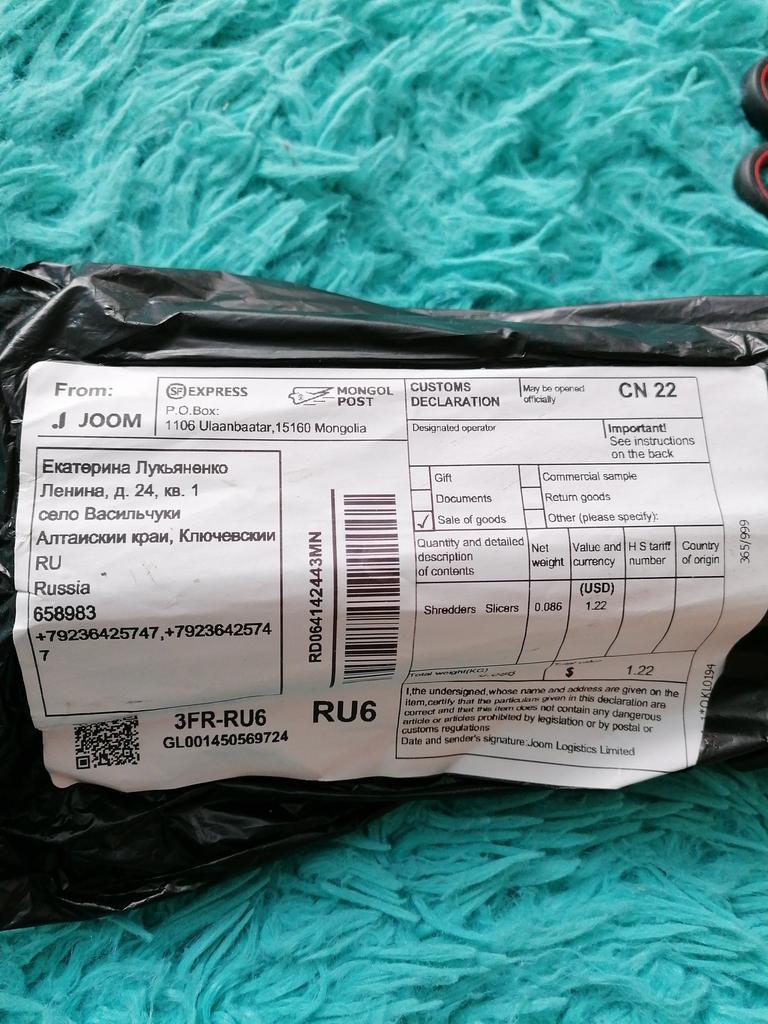 From:
JOOM
SF EXPRESS
MONGOL
POST
P.O.Box:
1106 Ulaanbaatar,15160 Mongolia
Екатерина Лукьяненко
Ленина, д. 24, кв. 1
село Васильчуки
Алтаискии краи, Ключевскии
RU
Russia
658983
+79236425747,+7923642574
7
RD064142443MN
3FR-RU6
GL001450569724
RU6
CUSTOMS
DECLARATION
May be opened
officially
CN 22
Designated operator
Important!
See instructions
on the back
Gift
Commercial sample
Documents
Return goods
✓ Sale of goods
Other (please specify):
Quantity and detailed
description
of contents
Net
weight
Value and
currency
H S tariff
number
Country
of origin
(USD)
Shredders Slicers 0.086 1.22
Total weight(KG)
Total value
$ 1.22
I,the undersigned,whose name and address are given on the
item,certify that the particulars given in this declaration are
correct and that this item does not contain any dangerous
article or articles prohibited by legislation or by postal or
customs regulations
Date and sender's signature:Joom Logistics Limited
365/999